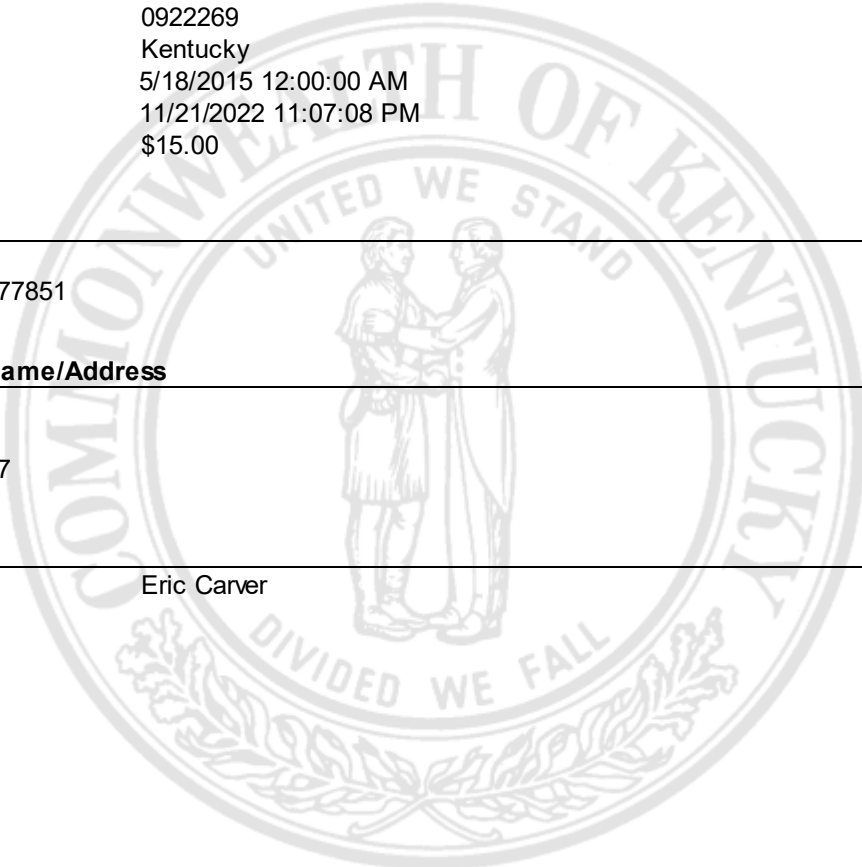 0922269
Kentucky
5/18/2015 12:00:00 AM
11/21/2022 11:07:08 PM
$15.00
COMMONWEALTH OF KENTUCKY
UNITED WE STAND
77851
ame/Address
7
Eric Carver
DIVIDED WE FALL